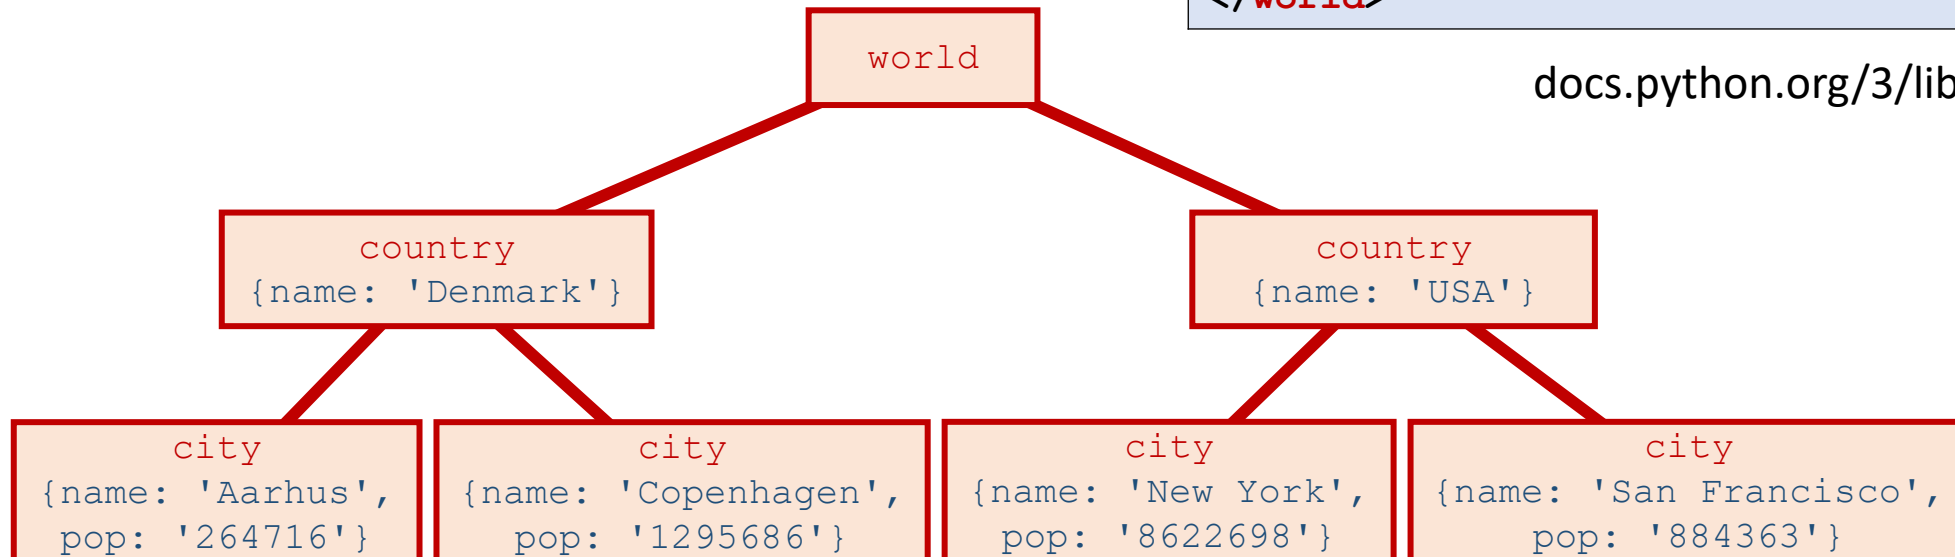 </world>
world
docs.python.org/3/lib
country
{name: 'Denmark'}
country
{name: 'USA'}
city
{name: 'Aarhus',
pop: '264716'}
city
{name: 'Copenhagen',
pop: '1295686'}
city
{name: 'New York',
pop: '8622698'}
city
{name: 'San Francisco',
pop: '884363'}